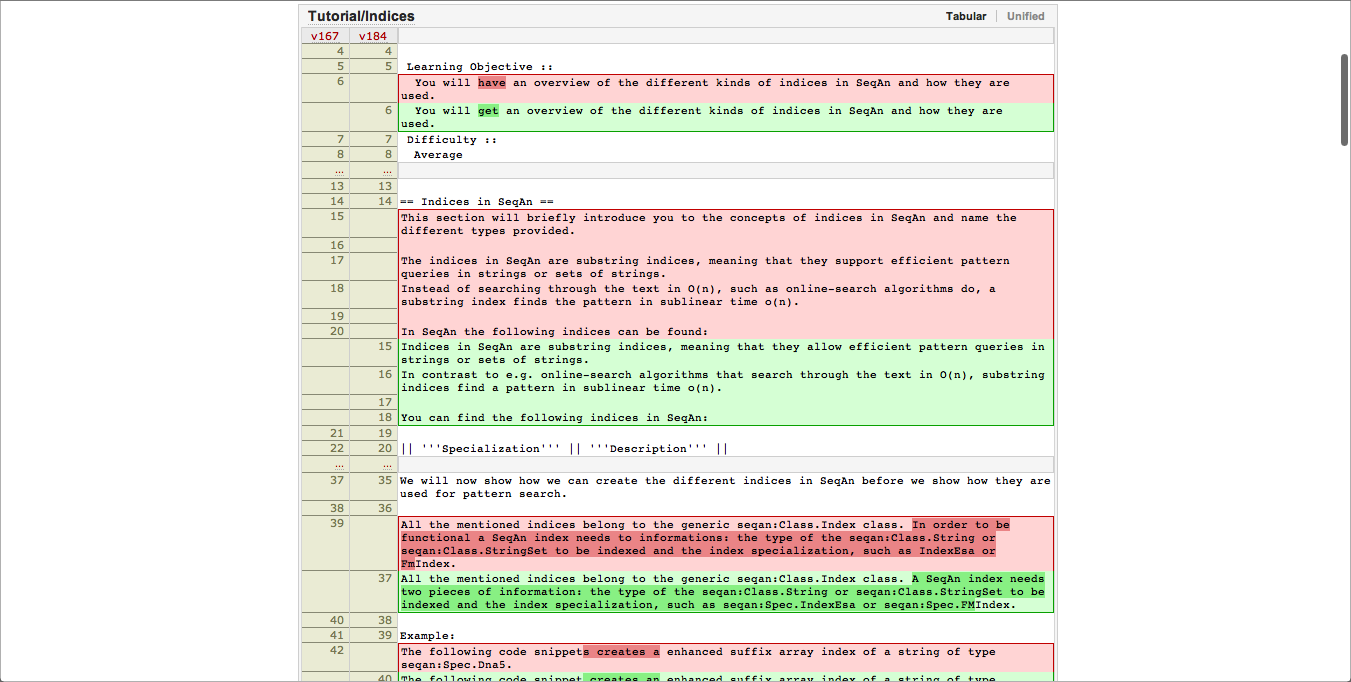 Tutorial/Indices Tabular Unified
v167 v184
4 4
5 5 Learning Objective ::
6 You will have an overview of the different kinds of indices in SeqAn and how they are
used.
6 You will get an overview of the different kinds of indices in SeqAn and how they are
used.
7 7 Difficulty ::
8 8 Average
... ...
13 13
14 14 == Indices in SeqAn ==
15 This section will briefly introduce you to the concepts of indices in SeqAn and name the
different types provided.
16
17 The indices in SeqAn are substring indices, meaning that they support efficient pattern
queries in strings or sets of strings.
18 Instead of searching through the text in O(n), such as online-search algorithms do, a
substring index finds the pattern in sublinear time o(n).
19
20 In SeqAn the following indices can be found:
15 Indices in SeqAn are substring indices, meaning that they allow efficient pattern queries in
strings or sets of strings.
16 In contrast to e.g. online-search algorithms that search through the text in O(n), substring
indices find a pattern in sublinear time o(n).
17
18 You can find the following indices in SeqAn:
21 19
22 20 || '''Specialization''' || '''Description''' ||
... ...
37 35 We will now show how we can create the different indices in SeqAn before we show how they are
used for pattern search.
38 36
39 All the mentioned indices belong to the generic seqan:Class.Index class. In order to be
functional a SeqAn index needs to informations: the type of the seqan:Class.String or
seqan:Class.StringSet to be indexed and the index specialization, such as IndexEsa or
FmIndex.
37 All the mentioned indices belong to the generic seqan:Class.Index class. A SeqAn index needs
two pieces of information: the type of the seqan:Class.String or seqan:Class.StringSet to be
indexed and the index specialization, such as seqan:Spec.IndexEsa or seqan:Spec.FMIndex.
40 38
41 39 Example:
42 The following code snippets creates a enhanced suffix array index of a string of type
seqan:Spec.Dna5.
40 The following code snippet creates an enhanced suffix array index of a string of type